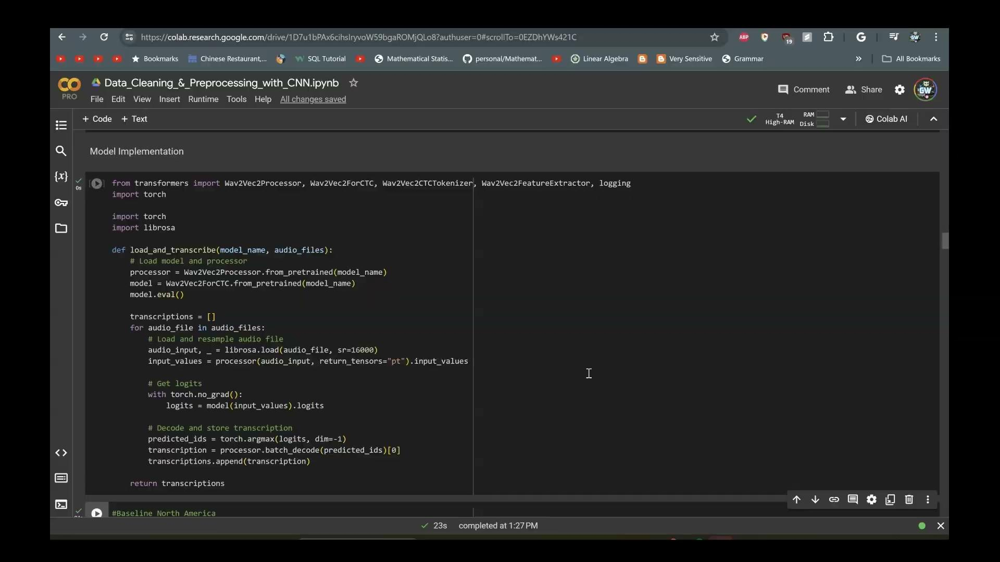 https://colab.research.google.com/drive/1D7u1bPAx6cihsIryvoW59bgaROMjQLo8?authuser=0#scrollTo=0EZDhYWs421C
ABP
19
G
GW
Bookmarks
Chinese Restaurant,...
SQL Tutorial
Mathematical Statis...
personal/Mathemat...
Linear Algebra
Very Sensitive
Grammar
»
All Bookmarks
CO
PRO
Data_Cleaning_&_Preprocessing_with_CNN.ipynb
Comment
Share
GW
File Edit View Insert Runtime Tools Help All changes saved
+ Code + Text
T4
High-RAM
RAM
Disk
Colab AI
Model Implementation
{x}
0s
from transformers import Wav2Vec2Processor, Wav2Vec2ForCTC, Wav2Vec2CTCTokenizer, Wav2Vec2FeatureExtractor, logging
import torch
import torch
import librosa
def load_and_transcribe(model_name, audio_files):
# Load model and processor
processor = Wav2Vec2Processor.from_pretrained(model_name)
model = Wav2Vec2ForCTC.from_pretrained(model_name)
model.eval()
transcriptions = []
for audio_file in audio_files:
# Load and resample audio file
audio_input, _ = librosa.load(audio_file, sr=16000)
input_values = processor(audio_input, return_tensors="pt").input_values
# Get logits
with torch.no_grad():
logits = model(input_values).logits
# Decode and store transcription
predicted_ids = torch.argmax(logits, dim=-1)
transcription = processor.batch_decode(predicted_ids)[0]
transcriptions.append(transcription)
return transcriptions
#Baseline North America
23s completed at 1:27 PM